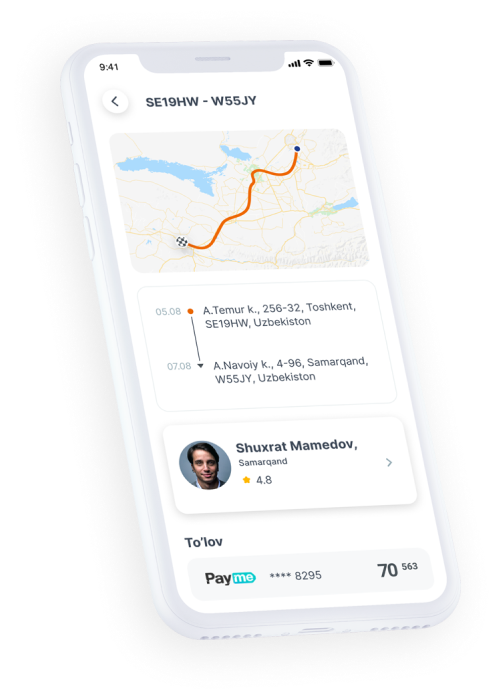 9:41
SE19HW - W55JY
05.08
A.Temur k., 256-32, Toshkent,
SE19HW, Uzbekiston
07.08
A.Navoiy k., 4-96, Samarqand,
W55JY, Uzbekiston
Shuxrat Mamedov,
Samarqand
4.8
To'lov
Payme **** 8295 70 563